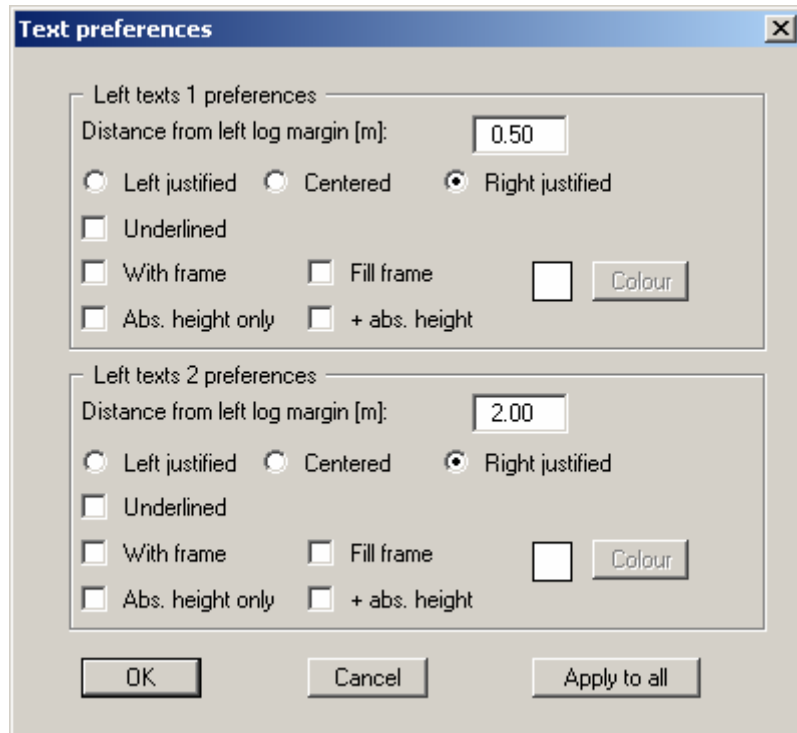 Text preferences
Left texts 1 preferences
Distance from left log margin [m]: 0.50
Left justified Centered Right justified
Underlined
With frame Fill frame Colour
Abs. height only + abs. height
Left texts 2 preferences
Distance from left log margin [m]: 2.00
Left justified Centered Right justified
Underlined
With frame Fill frame Colour
Abs. height only + abs. height
OK Cancel Apply to all